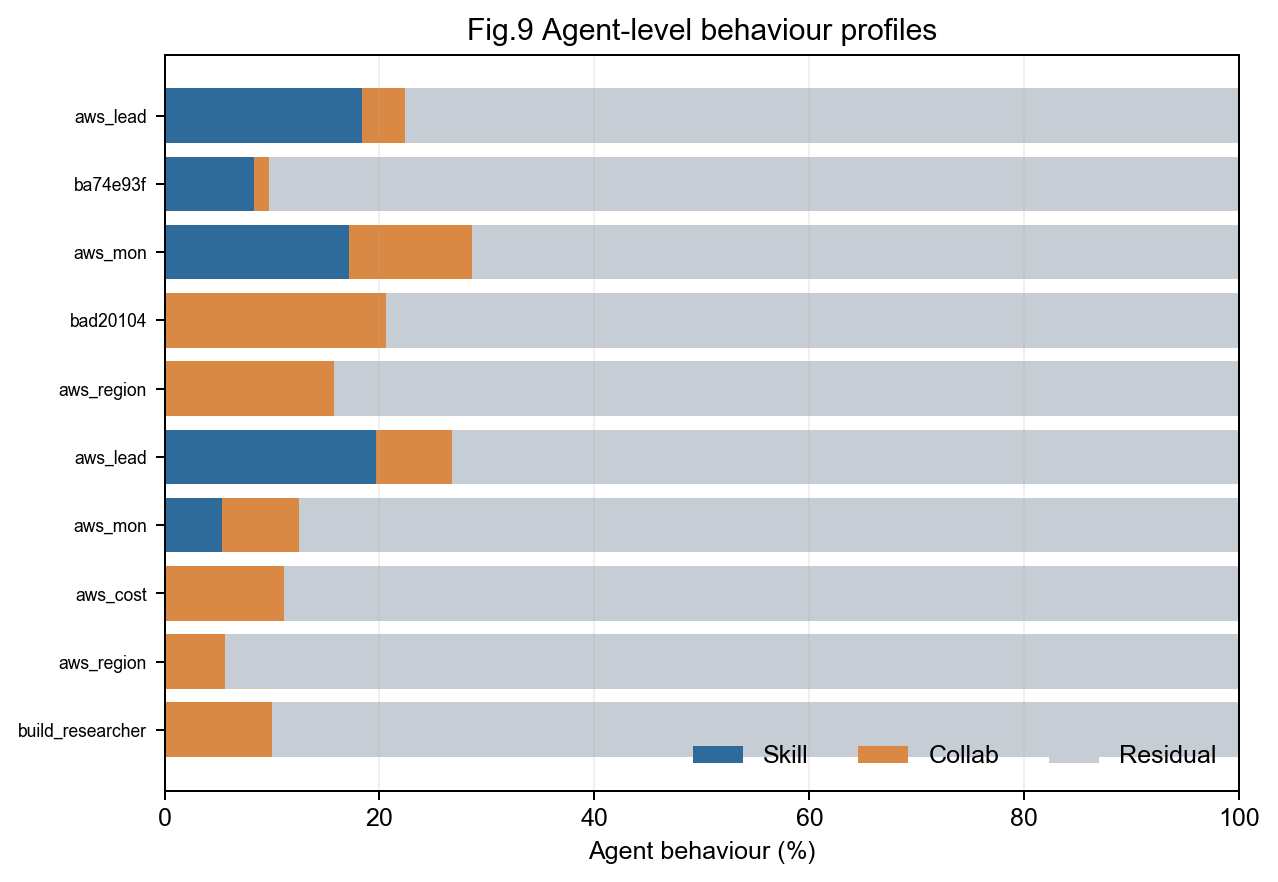 Fig.9 Agent-level behaviour profiles
aws_lead
ba74e93f
aws_mon
bad20104
aws_region
aws_lead
aws_mon
aws_cost
aws_region
build_researcher
Skill Collab Residual
0 20 40 60 80 100
Agent behaviour (%)